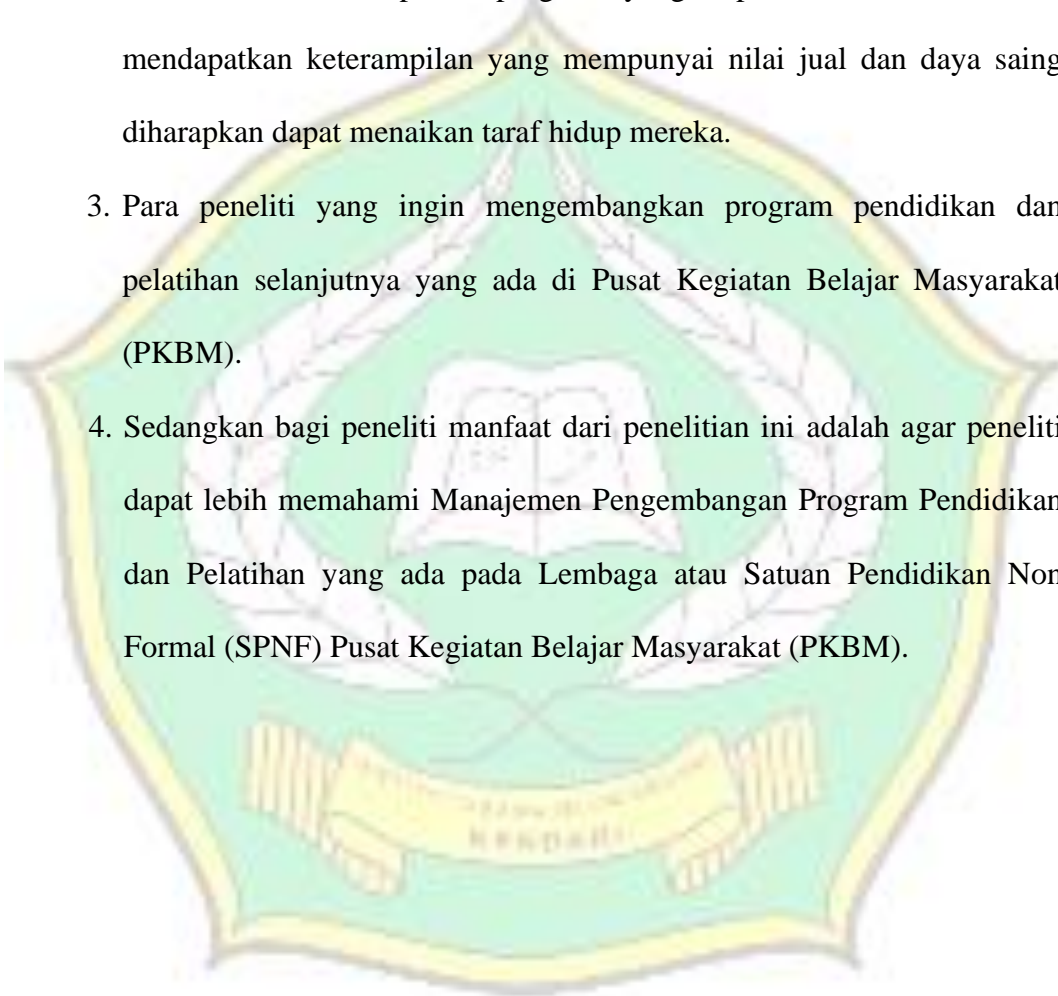 mendapatkan keterampilan yang mempunyai nilai jual dan daya saing
diharapkan dapat menaikan taraf hidup mereka.
3. Para peneliti yang ingin mengembangkan program pendidikan dan
pelatihan selanjutnya yang ada di Pusat Kegiatan Belajar Masyarakat
(PKBM).
4. Sedangkan bagi peneliti manfaat dari penelitian ini adalah agar peneliti
dapat lebih memahami Manajemen Pengembangan Program Pendidikan
dan Pelatihan yang ada pada Lembaga atau Satuan Pendidikan Non
Formal (SPNF) Pusat Kegiatan Belajar Masyarakat (PKBM).
KENDARI